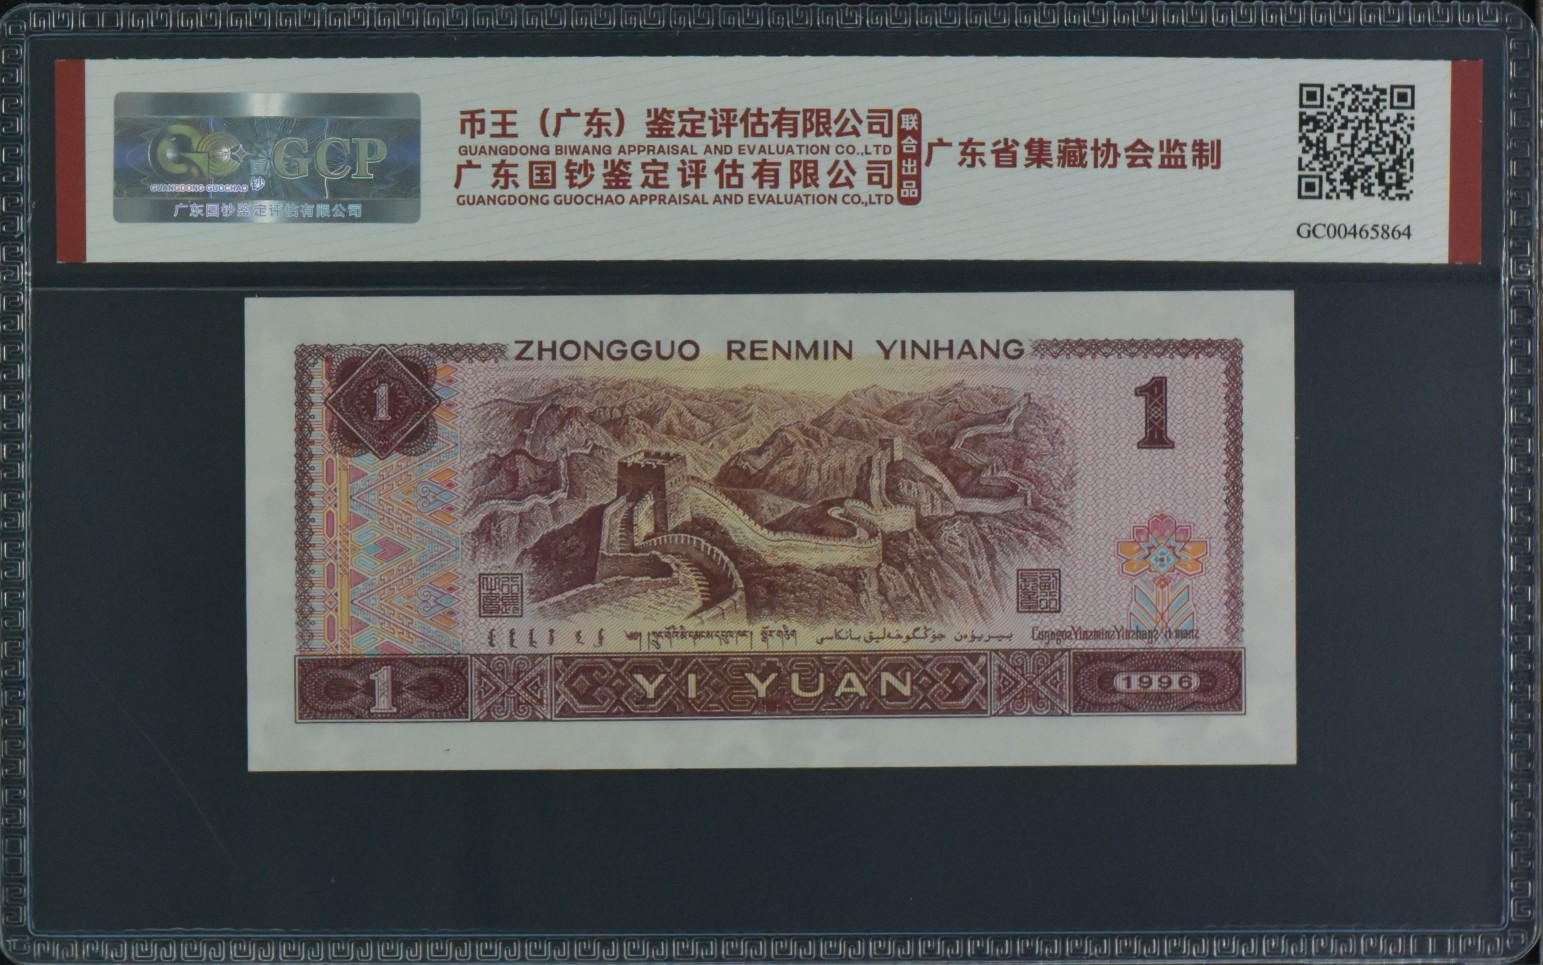 币王（广东）鉴定评估有限公司
GUANGDONG BIWANG APPRAISAL AND EVALUATION CO.,LTD
广东国钞鉴定评估有限公司
GUANGDONG GUOCHAO APPRAISAL AND EVALUATION CO.,LTD
联合出品
广东省集藏协会监制
GCP
国钞
GUANGDONG GUOCHAO
广东国钞鉴定评估有限公司
GC00465864
ZHONGGUO RENMIN YINHANG
1
1
1
YI YUAN
1996